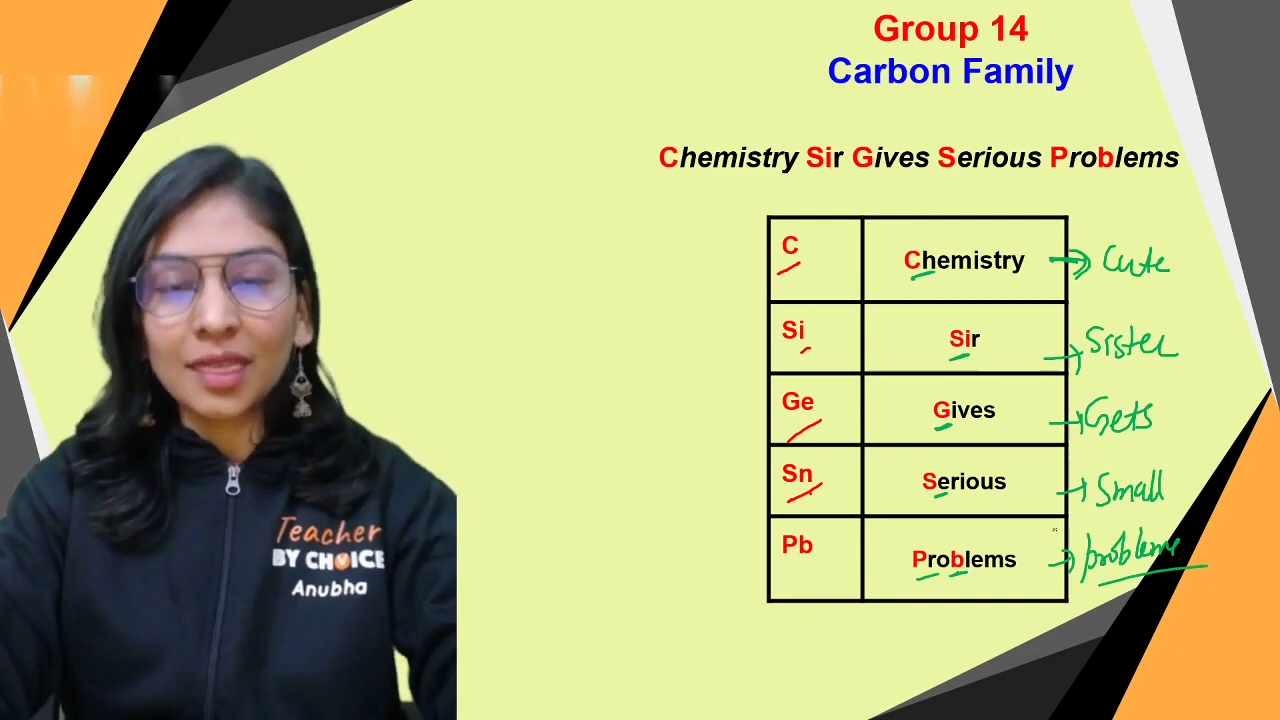 Group 14
Carbon Family
Chemistry Sir Gives Serious Problems
C Chemistry → Cute
Si Sir → Sister
Ge Gives → Gets
Sn Serious → Small
Pb Problems → problems
Teacher
BY CHOICE
Anubha